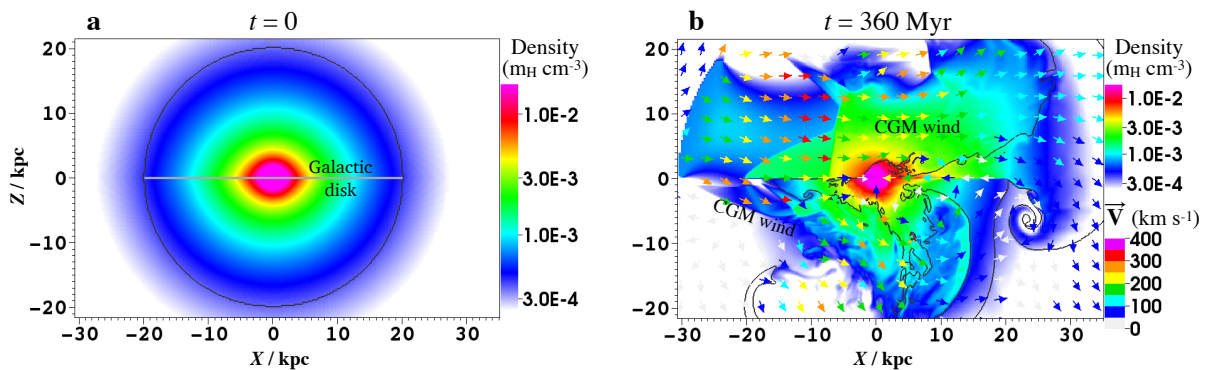 a
t = 0
Density
(m_H cm⁻³)
1.0E-2
3.0E-3
1.0E-3
3.0E-4
Galactic
disk
Z / kpc
20
10
0
−10
−20
−30
−20
−10
0
10
20
30
X / kpc
b
t = 360 Myr
Density
(m_H cm⁻³)
1.0E-2
3.0E-3
1.0E-3
3.0E-4
V (km s⁻¹)
400
300
200
100
0
CGM wind
CGM wind
20
10
0
−10
−20
−30
−20
−10
0
10
20
30
X / kpc